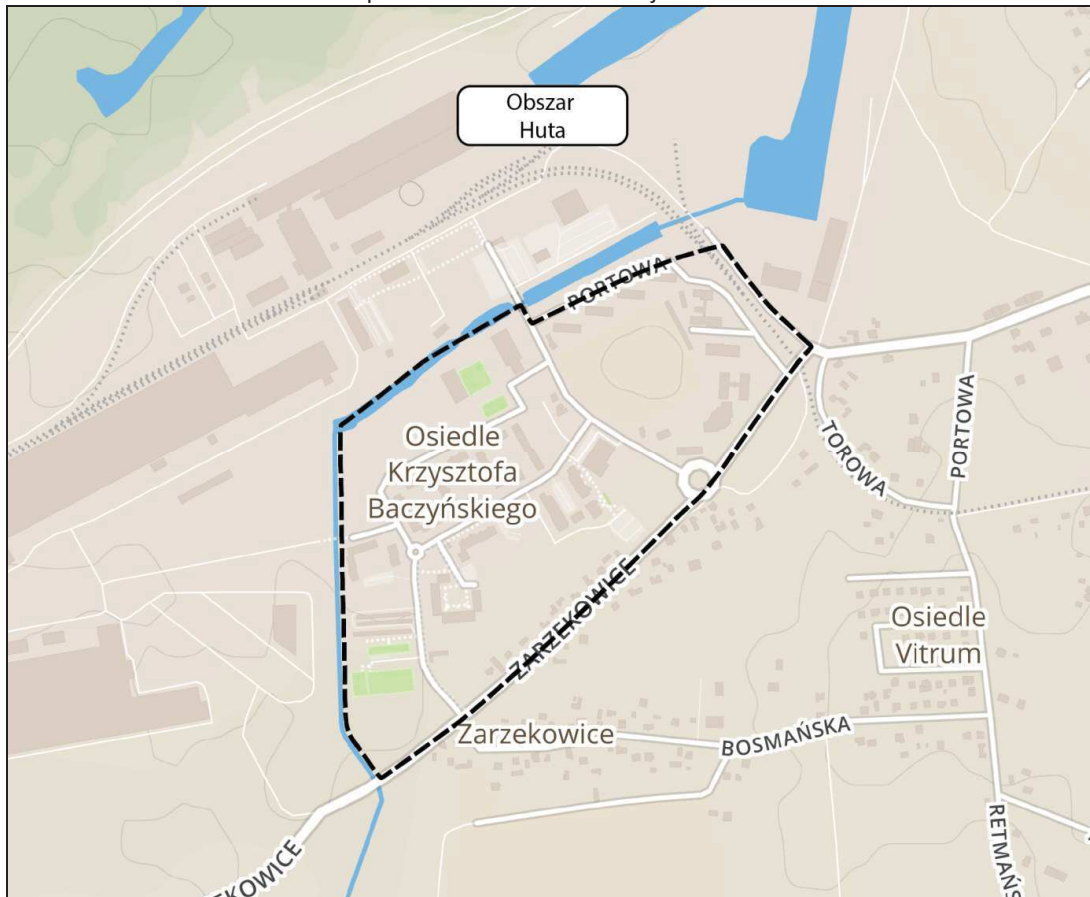 Obszar
Huta
PORTOWA
Osiedle
Krzysztofa
Baczyńskiego
TOROWA
PORTOWA
ZARZEKOWICE
Osiedle
Vitrum
Zarzekowice
BOSMAŃSKA
EKOWICE
RETMAŃS